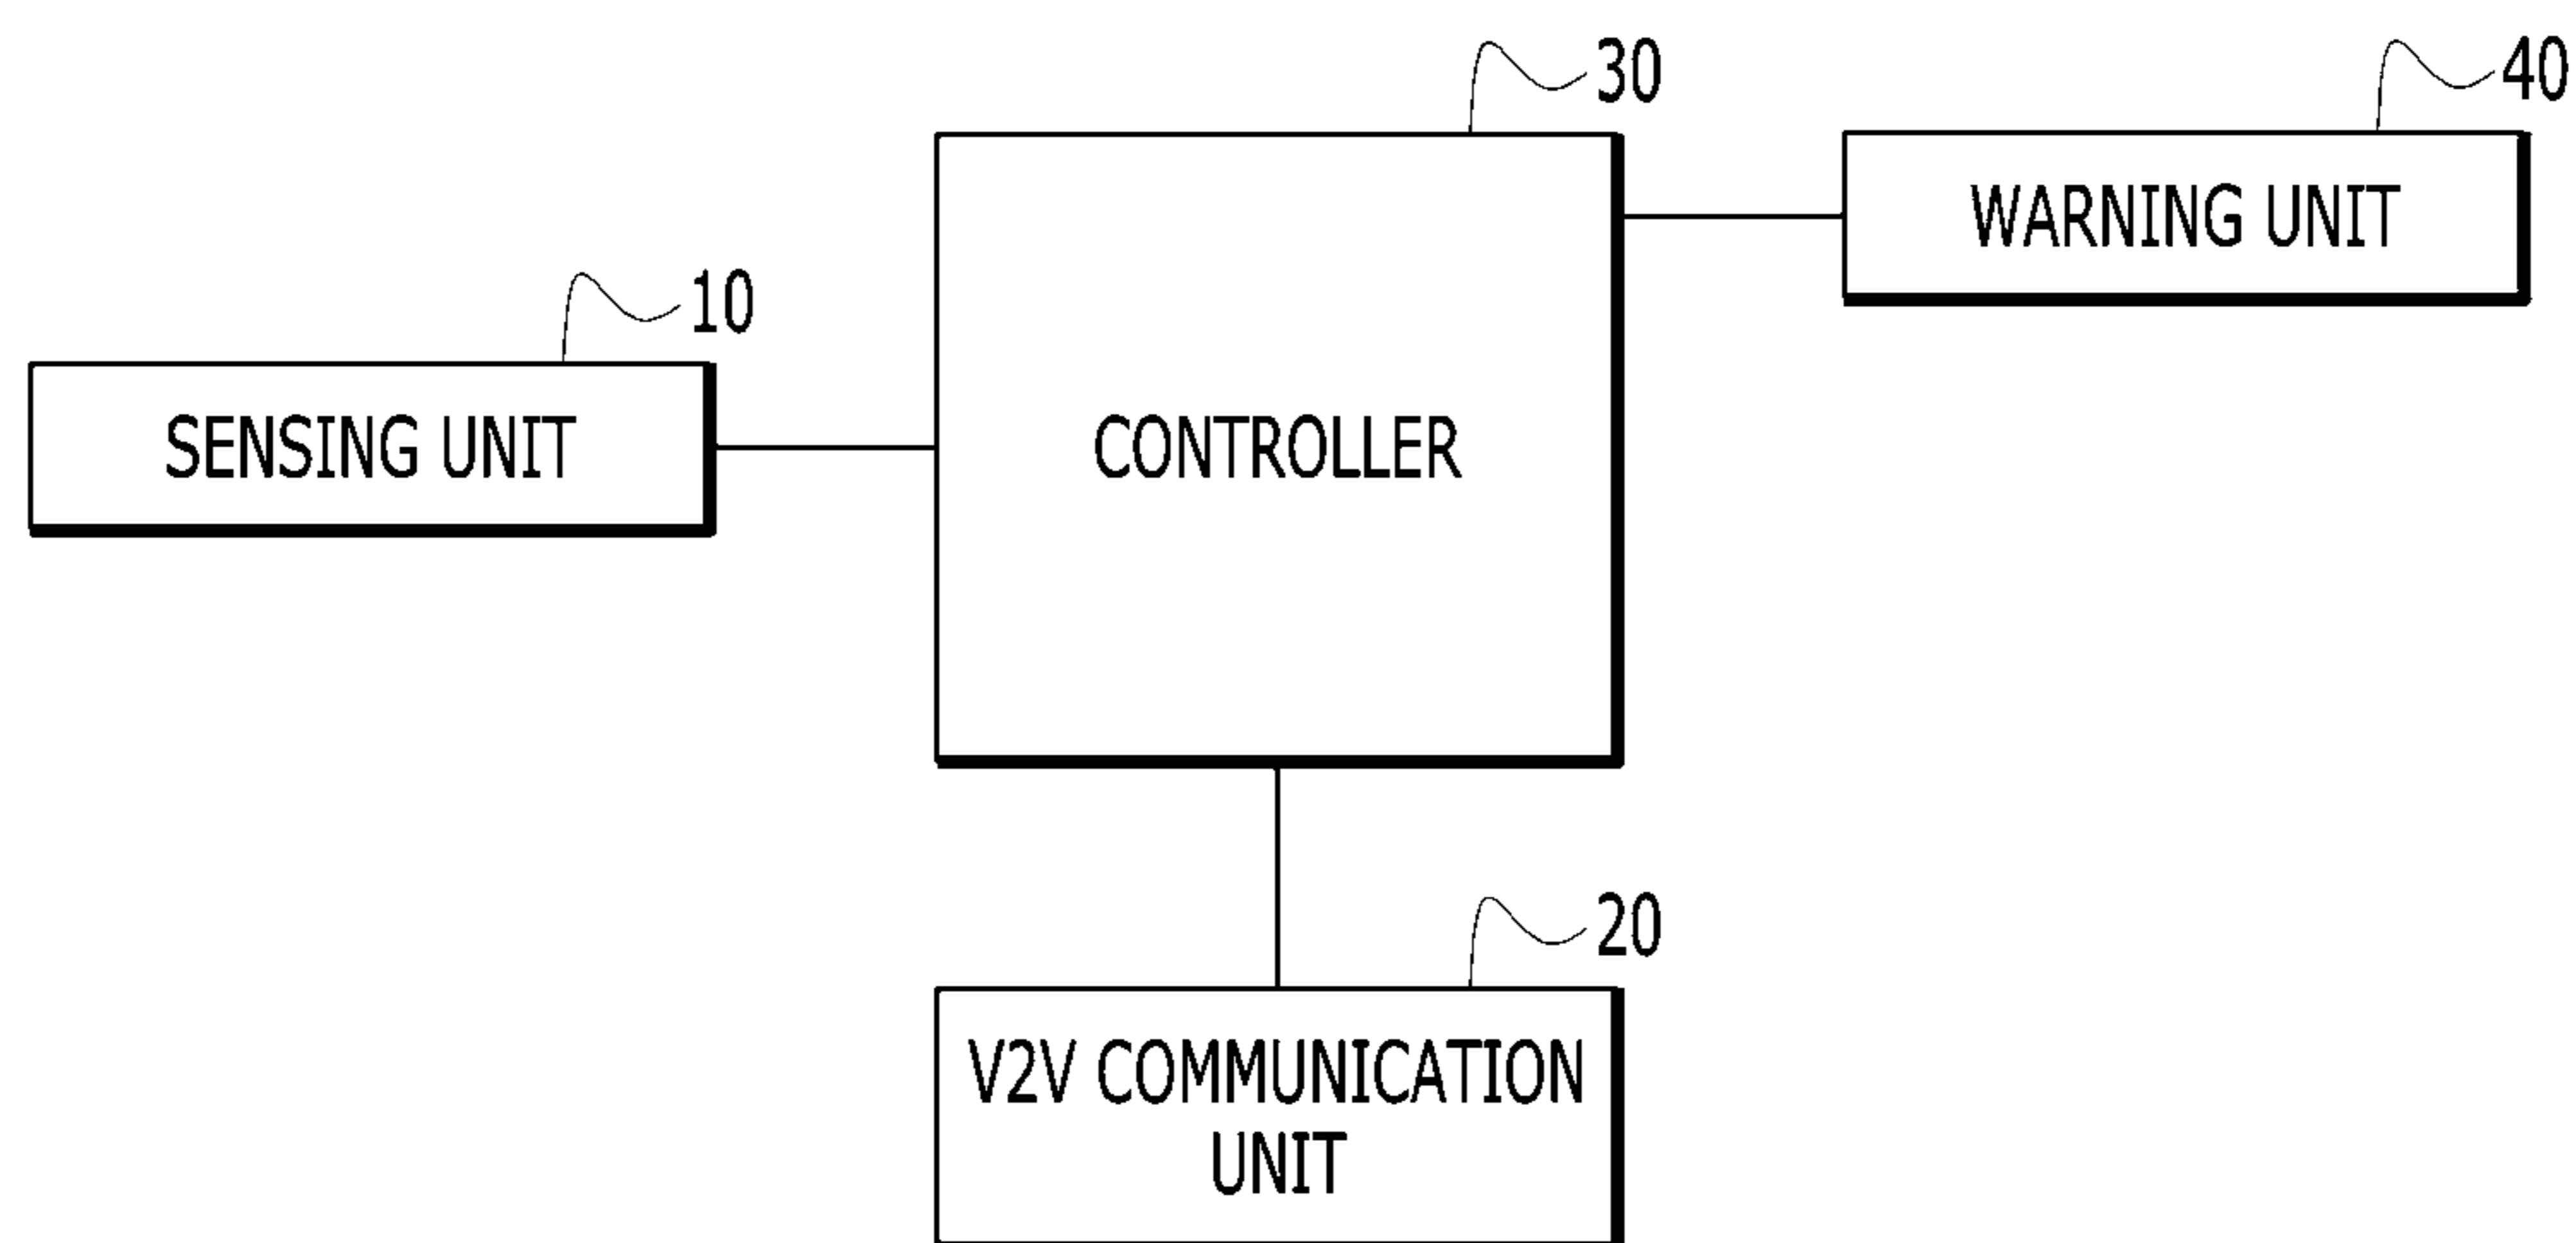 30
40
WARNING UNIT
10
SENSING UNIT
CONTROLLER
20
V2V COMMUNICATION
UNIT